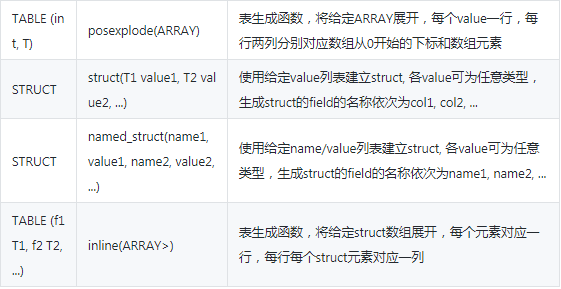 TABLE (in
t, T)
posexplode(ARRAY)
表生成函数，将给定ARRAY展开，每个value一行，每
行两列分别对应数组从0开始的下标和数组元素
STRUCT
struct(T1 value1, T2 val
ue2, ...)
使用给定value列表建立struct, 各value可为任意类型，
生成struct的field的名称依次为col1, col2, ...
STRUCT
named_struct(name1,
value1, name2, value2,
...)
使用给定name/value列表建立struct, 各value可为任意
类型，生成struct的field的名称依次为name1, name2, ...
TABLE (f1
T1, f2 T2,
...)
inline(ARRAY>)
表生成函数，将给定struct数组展开，每个元素对应一
行，每行每个struct元素对应一列